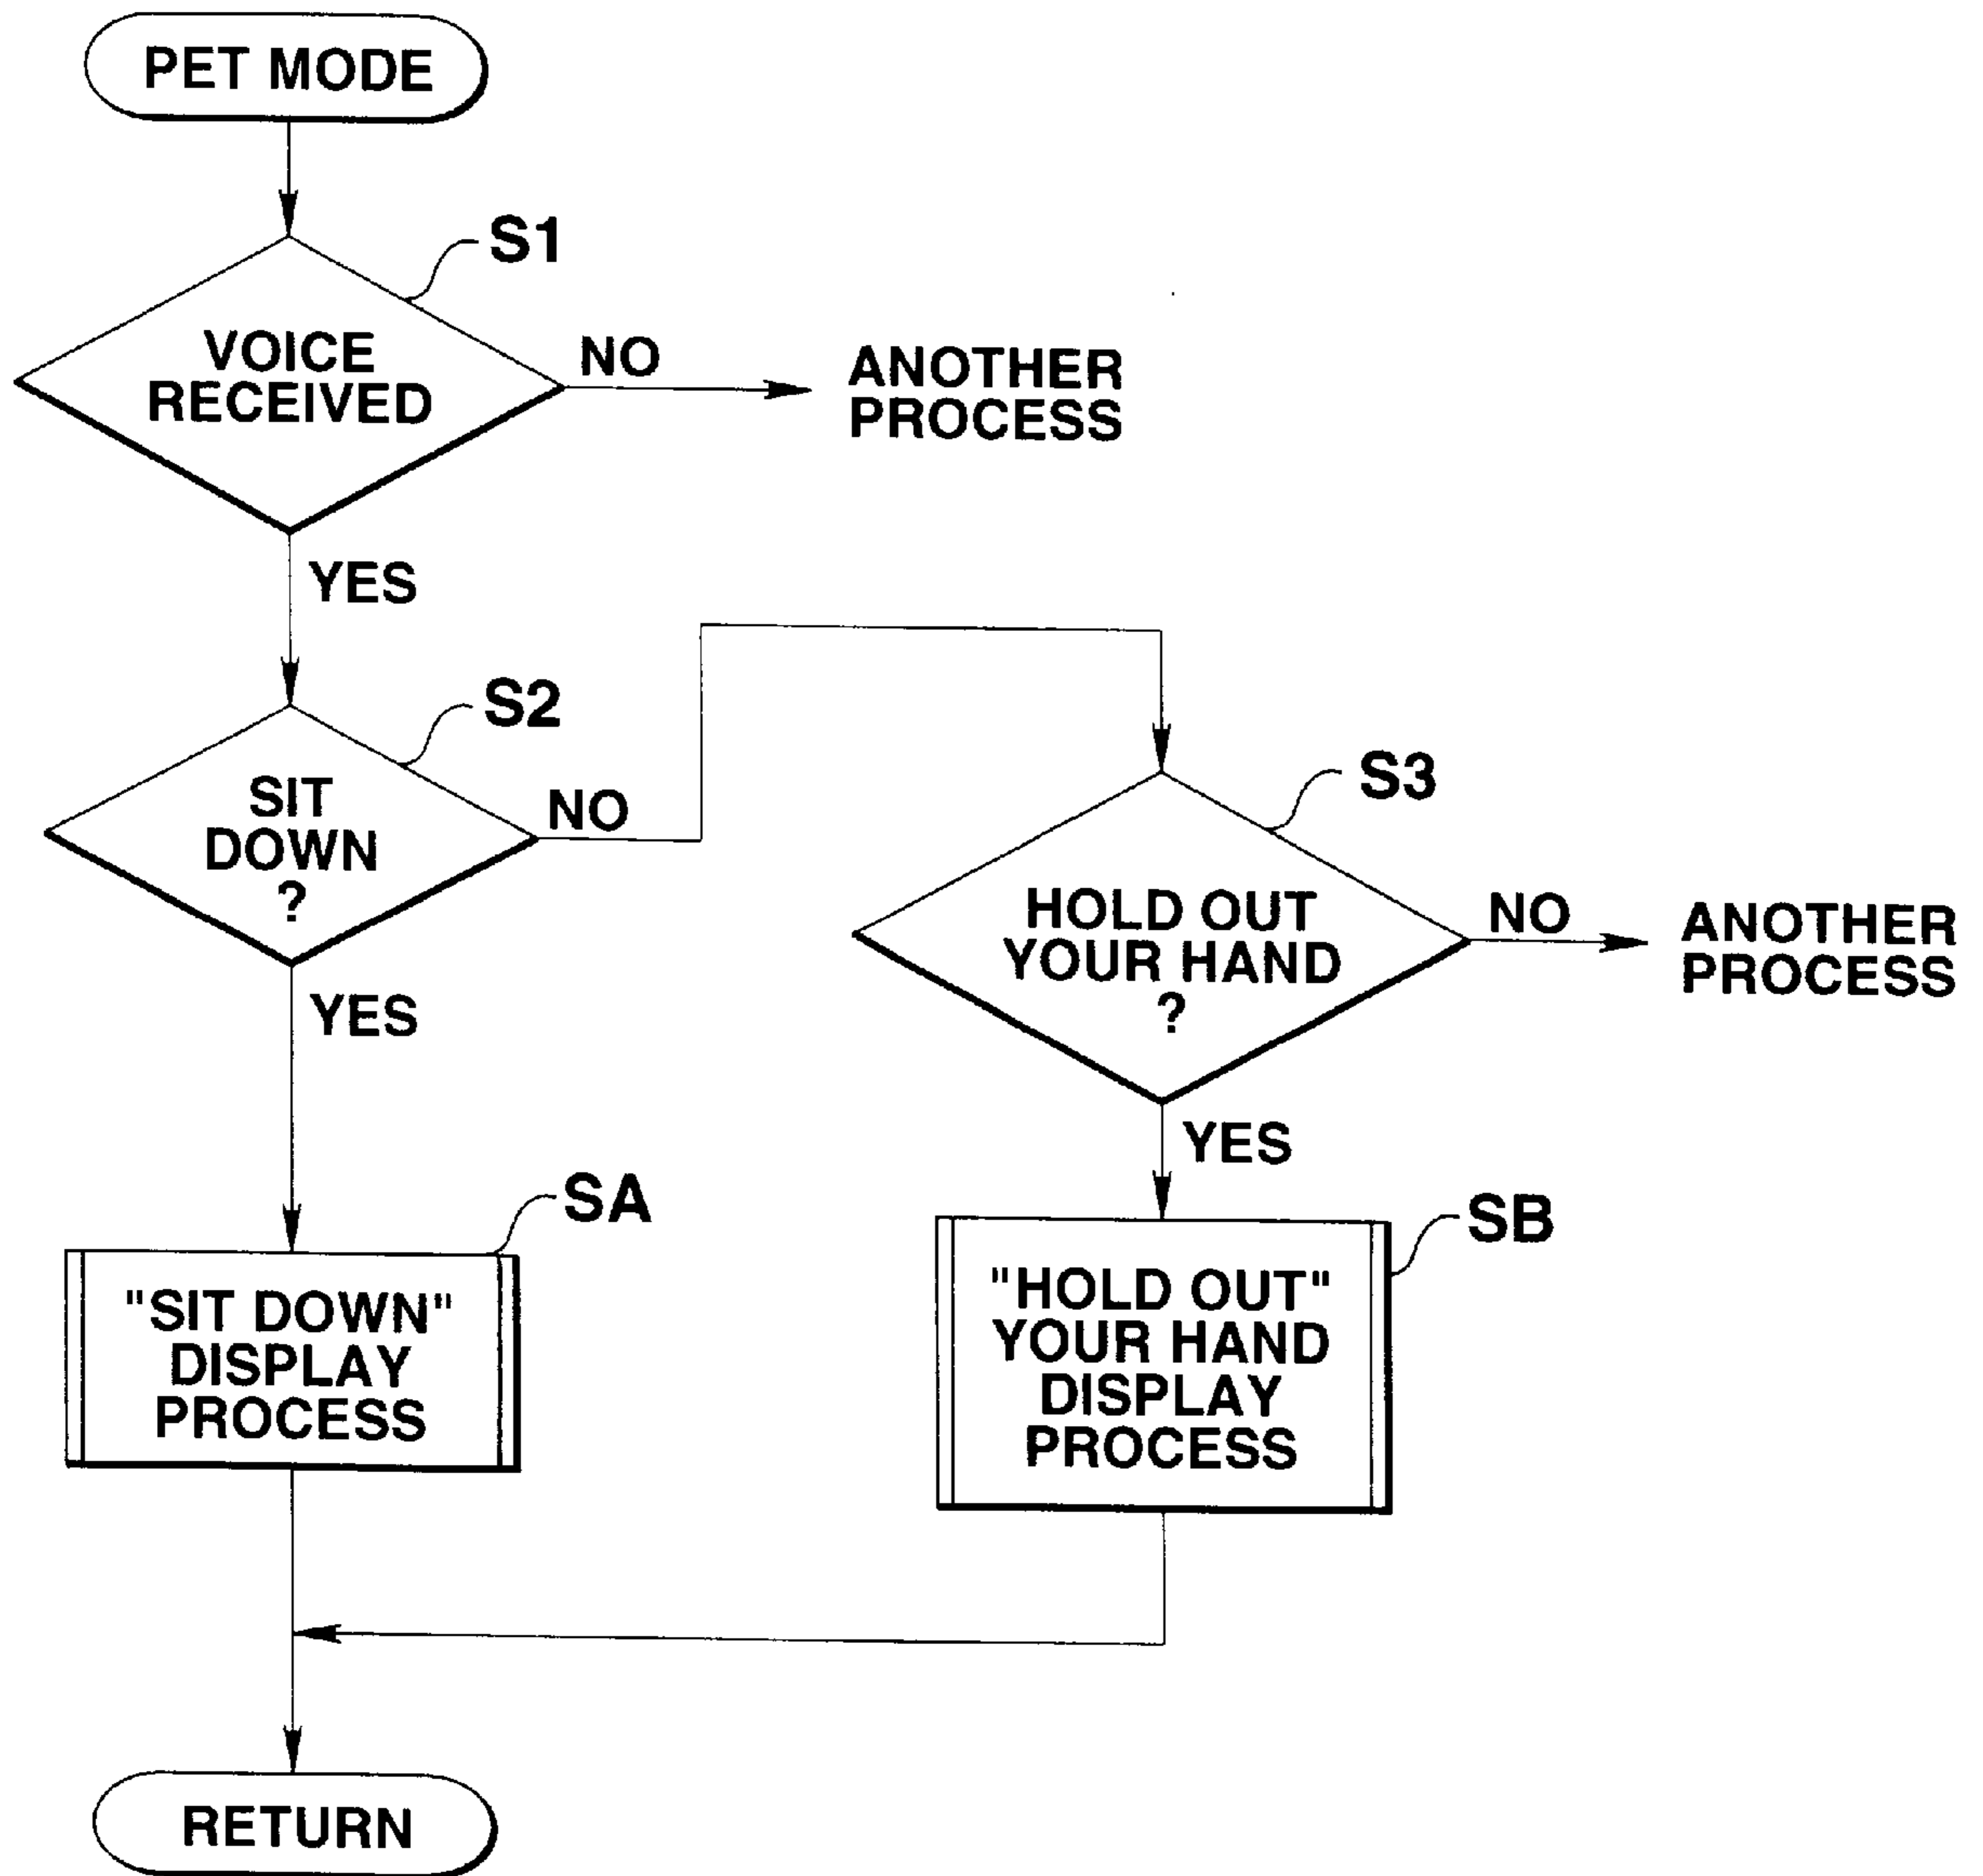 PET MODE
S1
VOICE
RECEIVED
NO
ANOTHER
PROCESS
YES
S2
SIT
DOWN
?
NO
S3
HOLD OUT
YOUR HAND
?
NO
ANOTHER
PROCESS
YES
YES
SA
"SIT DOWN"
DISPLAY
PROCESS
SB
"HOLD OUT"
YOUR HAND
DISPLAY
PROCESS
RETURN